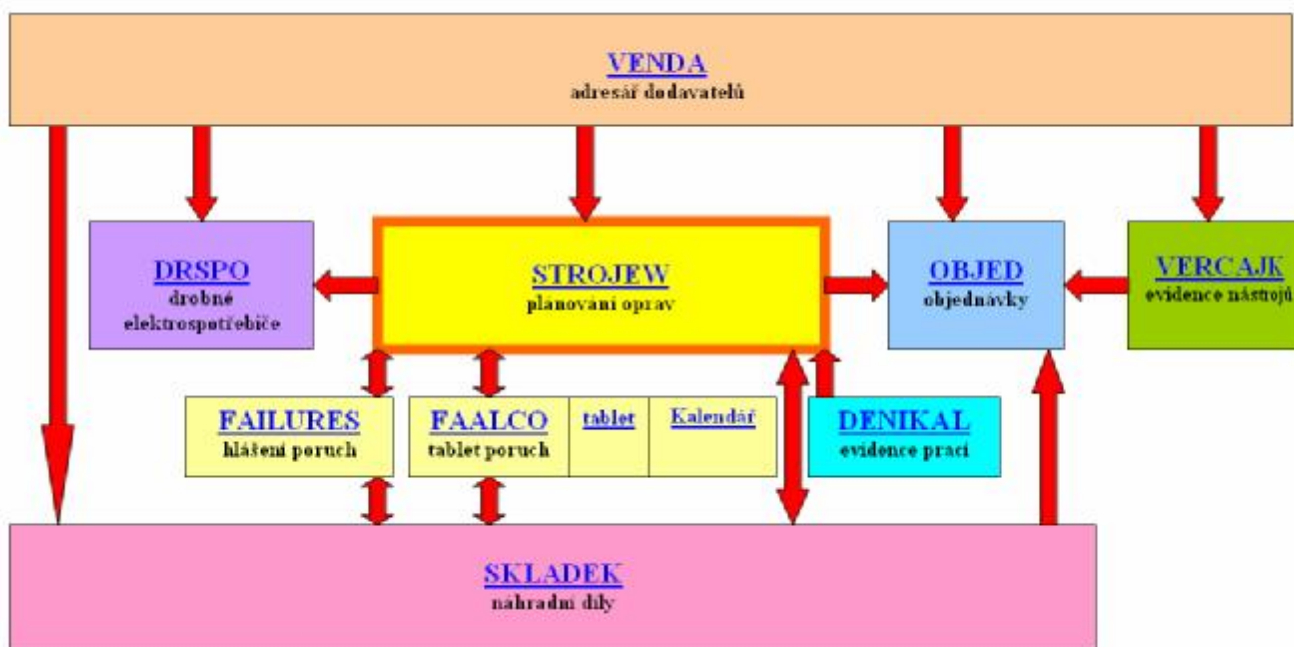 VENDA
adresář dodavatelů
DRSPO
drobné
elektrospotřebiče
STROJEW
plánování oprav
OBJED
objednávky
VERCAJK
evidence nástrojů
FAILURES
hlášení poruch
FAALCO
tablet poruch
tablet
Kalendář
DENIKAL
evidence prací
SKLADEK
náhradní díly